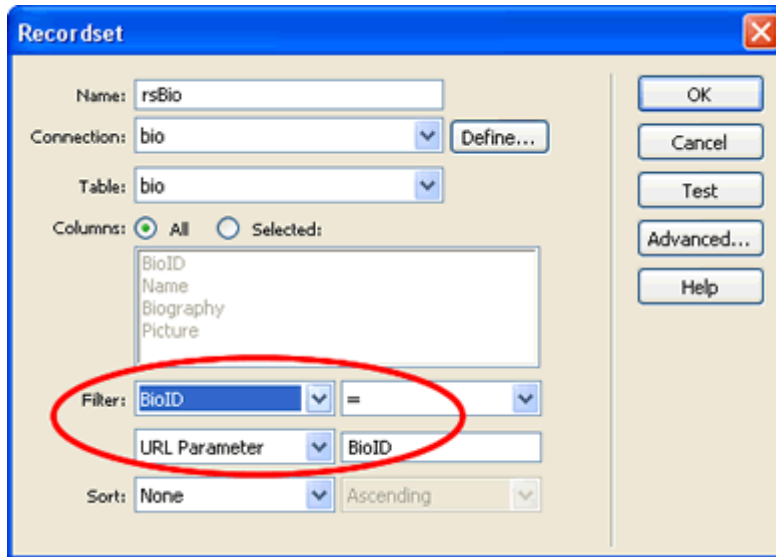 Recordset
Name: rsBio
OK
Connection: bio Define...
Cancel
Table: bio
Test
Columns: All Selected:
Advanced...
BioID
Name
Biography
Picture
Help
Filter: BioID =
URL Parameter BioID
Sort: None Ascending